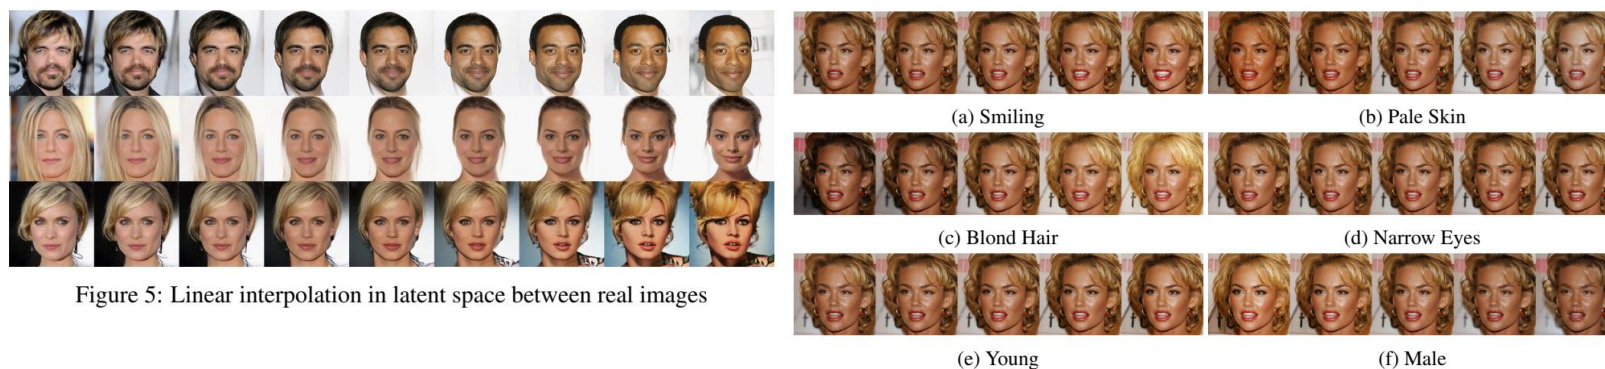 Figure 5: Linear interpolation in latent space between real images
(a) Smiling
(b) Pale Skin
(c) Blond Hair
(d) Narrow Eyes
(e) Young
(f) Male